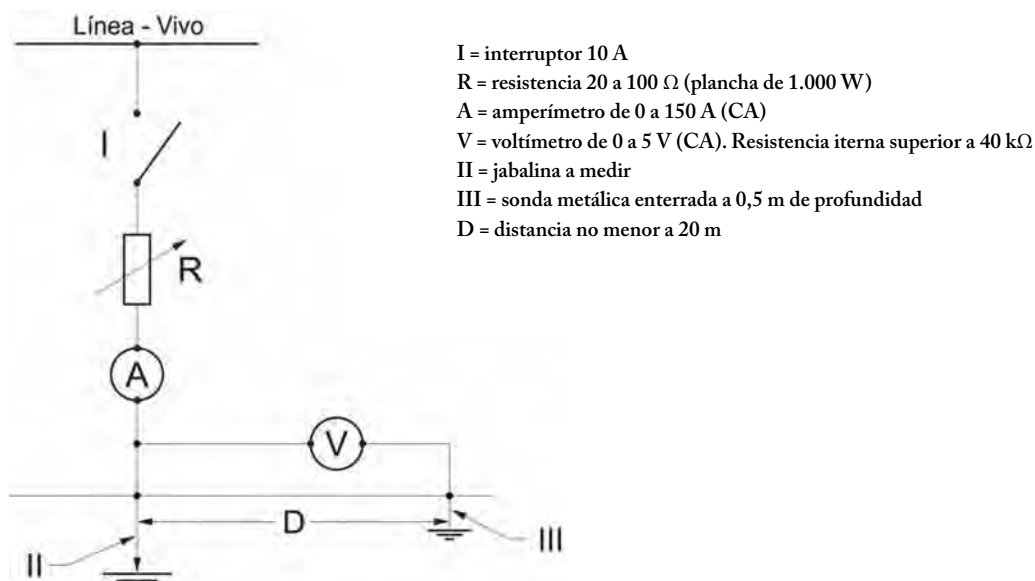 Línea - Vivo
I = interruptor 10 A
R = resistencia 20 a 100 Ω (plancha de 1.000 W)
A = amperímetro de 0 a 150 A (CA)
V = voltímetro de 0 a 5 V (CA). Resistencia iterna superior a 40 kΩ
II = jabalina a medir
III = sonda metálica enterrada a 0,5 m de profundidad
D = distancia no menor a 20 m
I
R
A
V
D
II
III